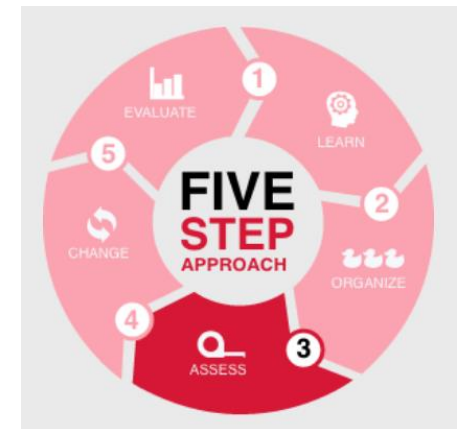 FIVE
STEP
APPROACH
1
LEARN
2
ORGANIZE
3
ASSESS
4
CHANGE
5
EVALUATE